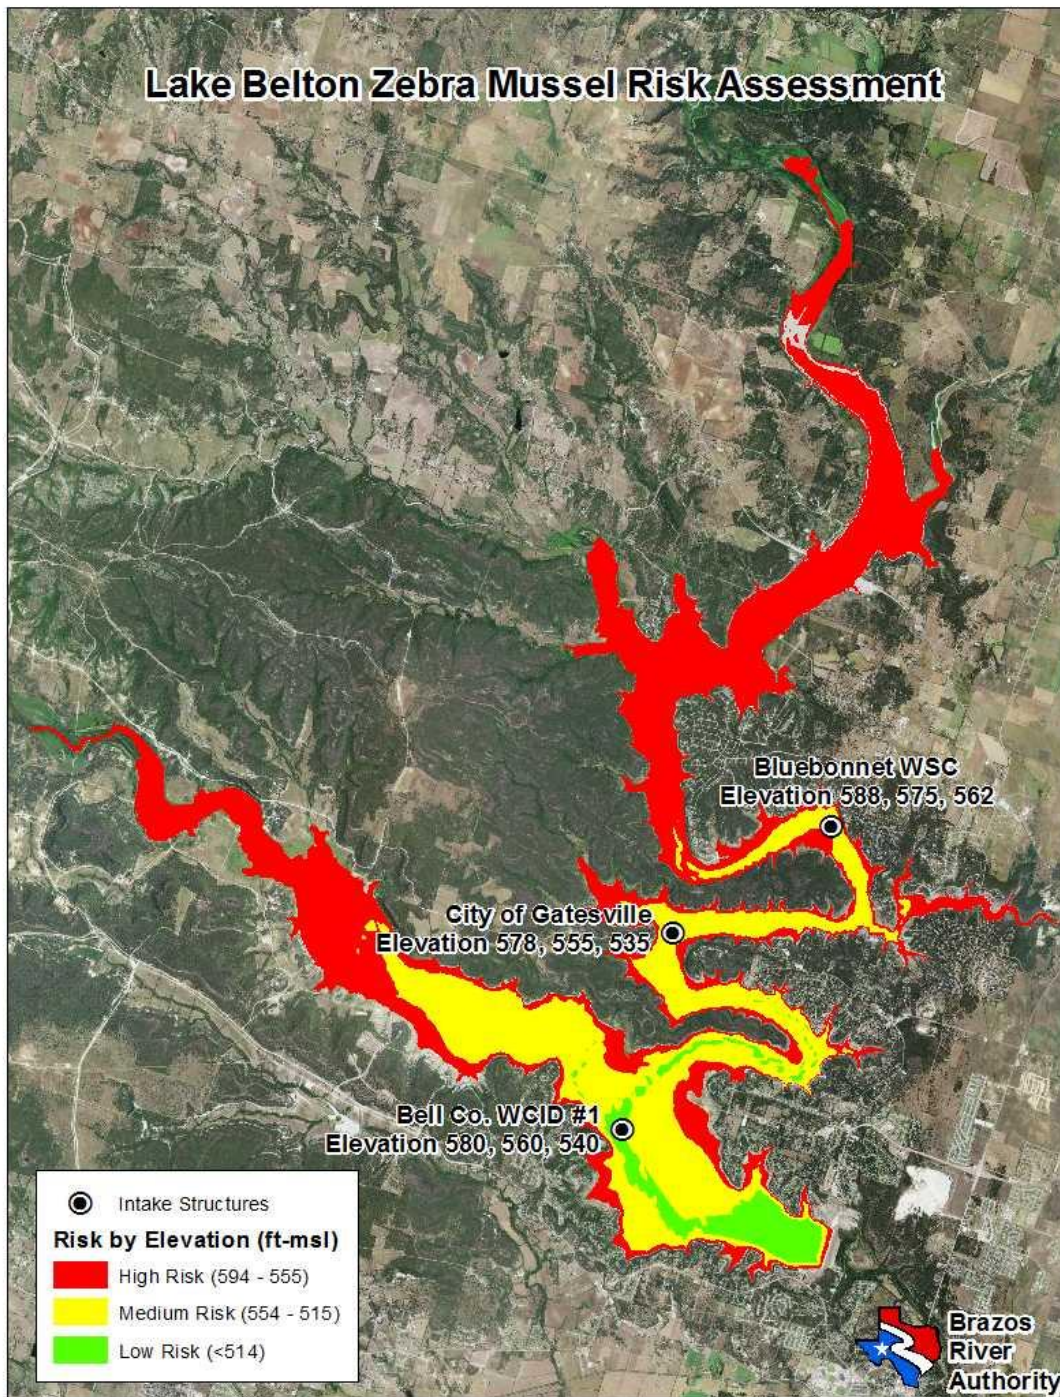 Lake Belton Zebra Mussel Risk Assessment
Bluebonnet WSC
Elevation 588, 575, 562
City of Gatesville
Elevation 578, 555, 535
Bell Co. WCID #1
Elevation 580, 560, 540
Intake Structures
Risk by Elevation (ft-msl)
High Risk (594 - 555)
Medium Risk (554 - 515)
Low Risk (<514)
Brazos
River
Authority